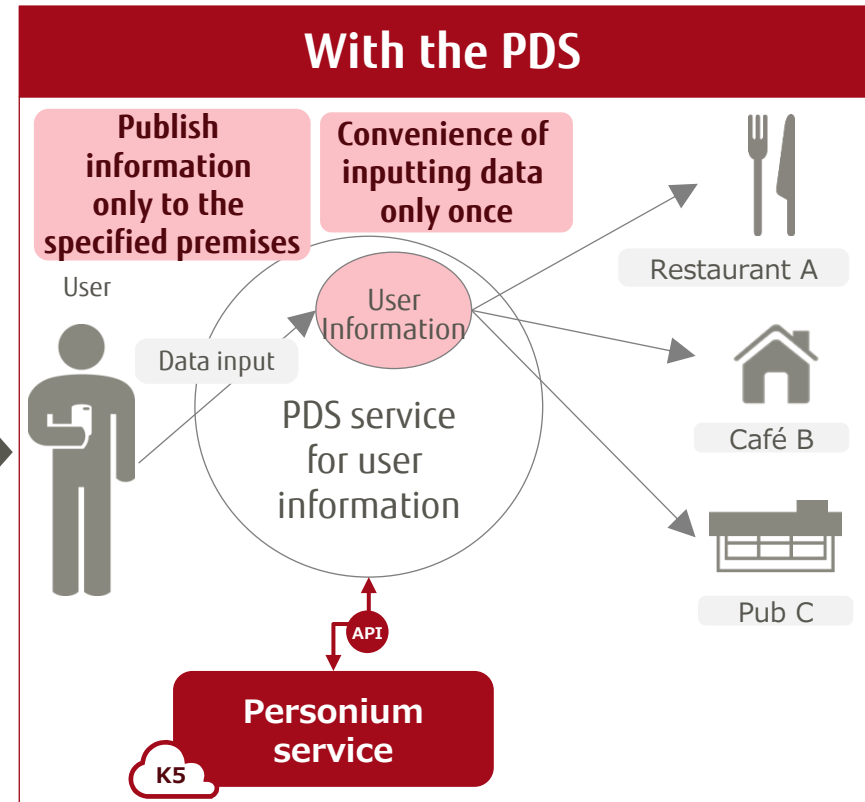 With the PDS
Publish
information
only to the
specified premises
Convenience of
inputting data
only once
User
User
Information
Data input
PDS service
for user
information
Restaurant A
Café B
Pub C
API
Personium
service
K5